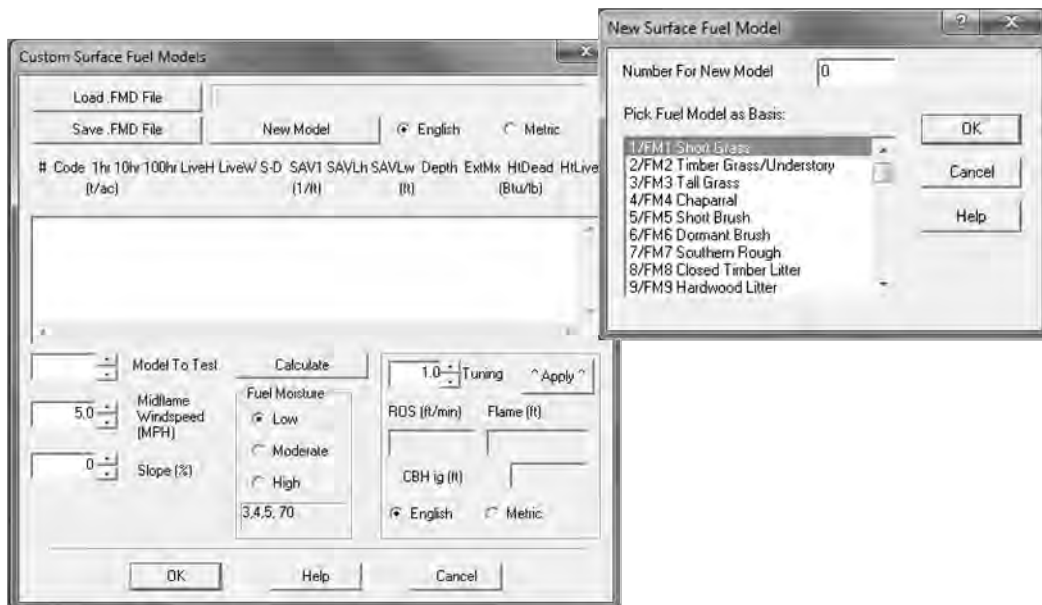 Custom Surface Fuel Models
Load .FMD File
Save .FMD File New Model English Metric
# Code 1hr 10hr 100hr LiveH LiveW S-D SAV1 SAVLh SAVLw Depth ExtMx HtDead HtLive
(t/ac) (1/ft) (ft) (Btu/lb)
Model To Test Calculate
5.0 Midflame Windspeed (MPH)
0 Slope (%)
Fuel Moisture
Low
Moderate
High
3,4,5, 70
1.0 Tuning ^ Apply ^
ROS (ft/min) Flame (ft)
CBH ig (ft)
English Metric
OK Help Cancel
New Surface Fuel Model
? X
Number For New Model 0
Pick Fuel Model as Basis:
1/FM1 Short Grass
2/FM2 Timber Grass/Understory
3/FM3 Tall Grass
4/FM4 Chaparral
5/FM5 Short Brush
6/FM6 Dormant Brush
7/FM7 Southern Rough
8/FM8 Closed Timber Litter
9/FM9 Hardwood Litter
OK
Cancel
Help